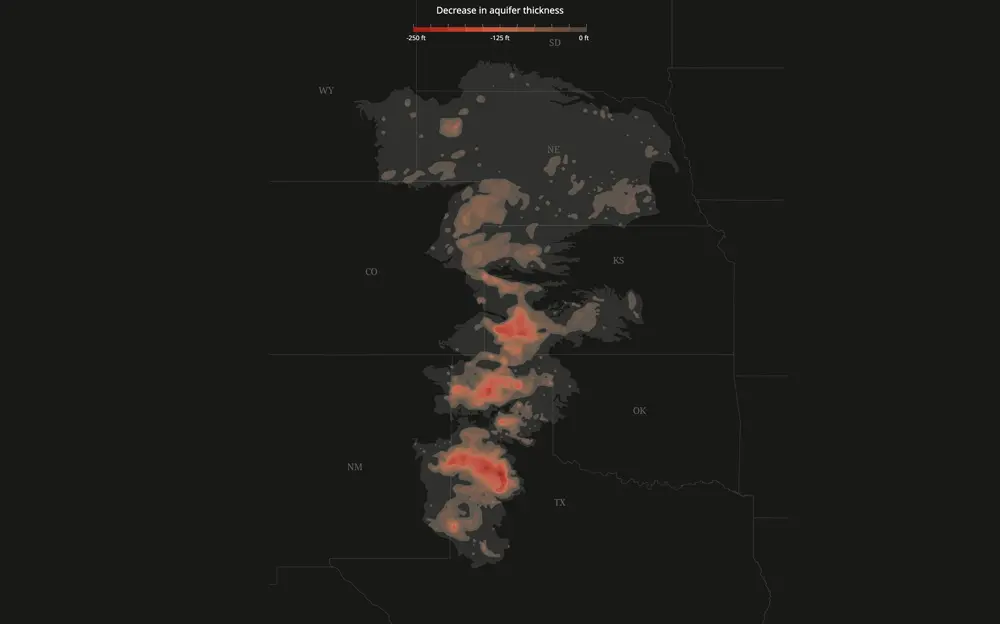 Decrease in aquifer thickness
-250 ft -125 ft 0 ft
SD
WY
NE
KS
CO
OK
NM
TX